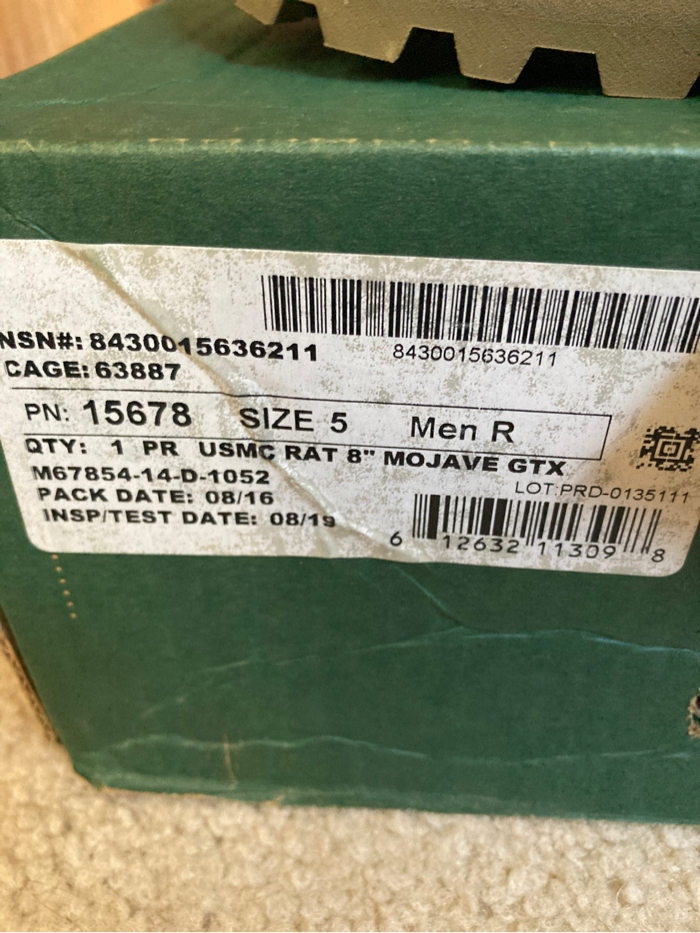 NSN#: 8430015636211
8430015636211
CAGE: 63887
PN: 15678 SIZE 5 Men R
QTY: 1 PR USMC RAT 8" MOJAVE GTX
M67854-14-D-1052
LOT:PRD-0135111
PACK DATE: 08/16
INSP/TEST DATE: 08/19
6 12632 11309 8